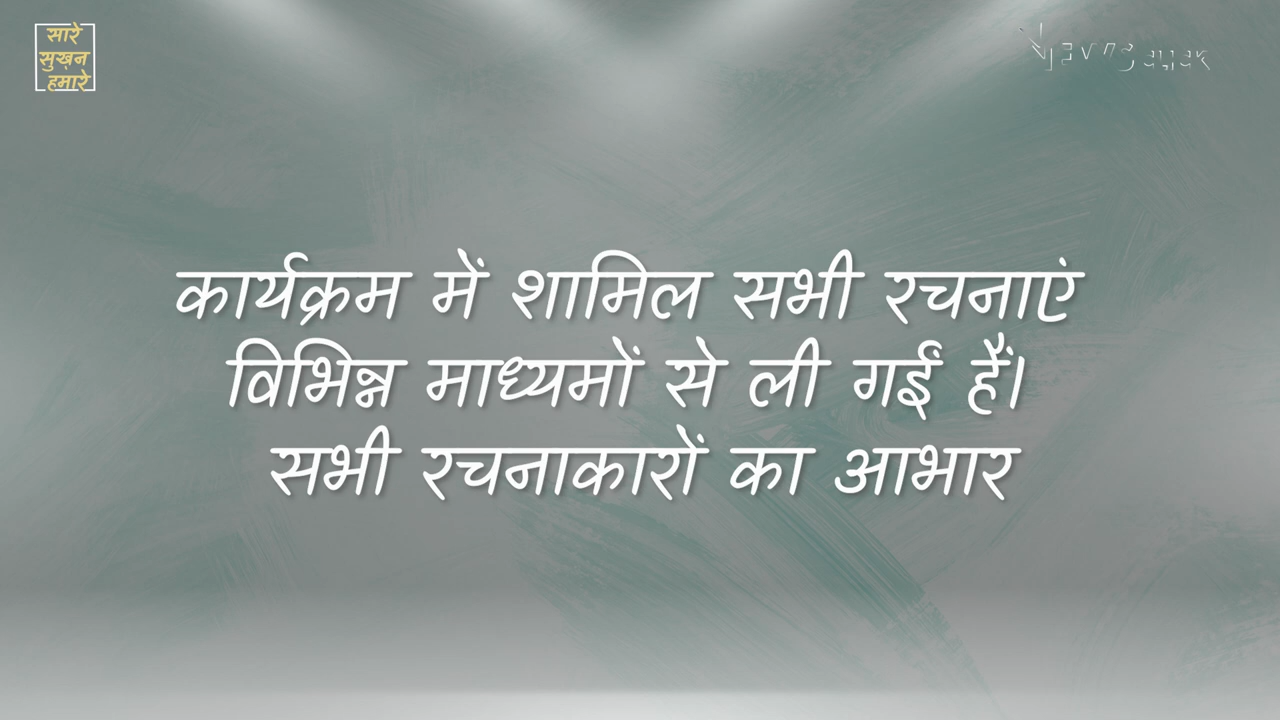 सारे
सुख़न
हमारे
कार्यक्रम में शामिल सभी रचनाएं
विभिन्न माध्यमों से ली गईं हैं।
सभी रचनाकारों का आभार